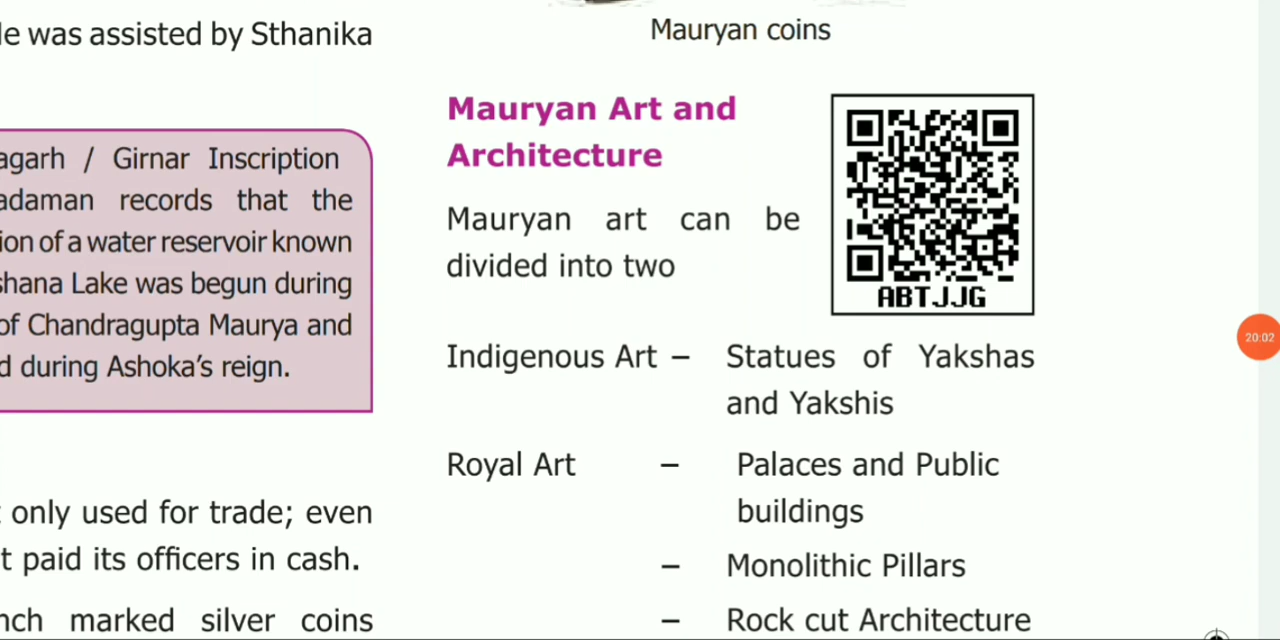 He was assisted by Sthanika
agarh / Girnar Inscription
adaman records that the
ion of a water reservoir known
shana Lake was begun during
of Chandragupta Maurya and
d during Ashoka's reign.
only used for trade; even
t paid its officers in cash.
nch marked silver coins
Mauryan coins
Mauryan Art and
Architecture
ABTJJG
Mauryan art can be
divided into two
Indigenous Art – Statues of Yakshas
and Yakshis
Royal Art – Palaces and Public
buildings
– Monolithic Pillars
– Rock cut Architecture
20:02